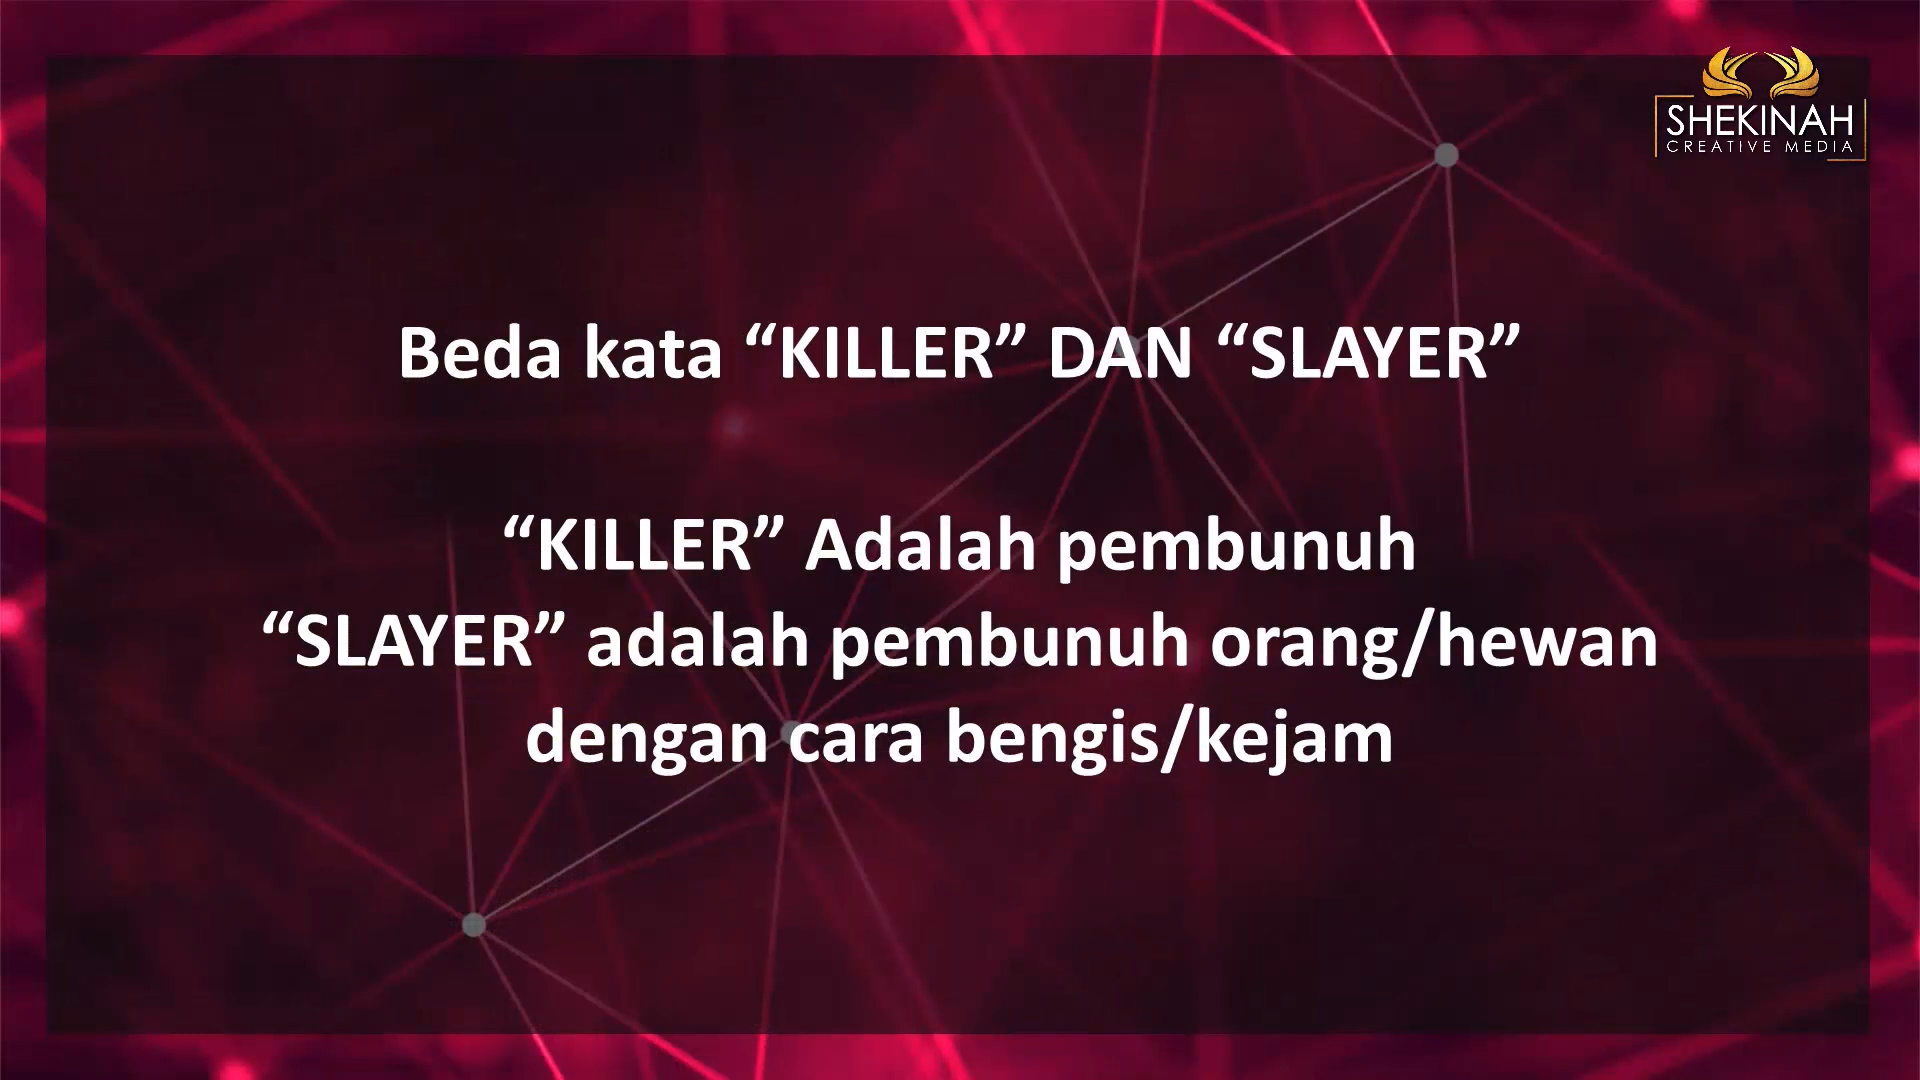 SHEKINAH
CREATIVE MEDIA
Beda kata “KILLER” DAN “SLAYER”
“KILLER” Adalah pembunuh
“SLAYER” adalah pembunuh orang/hewan
dengan cara bengis/kejam